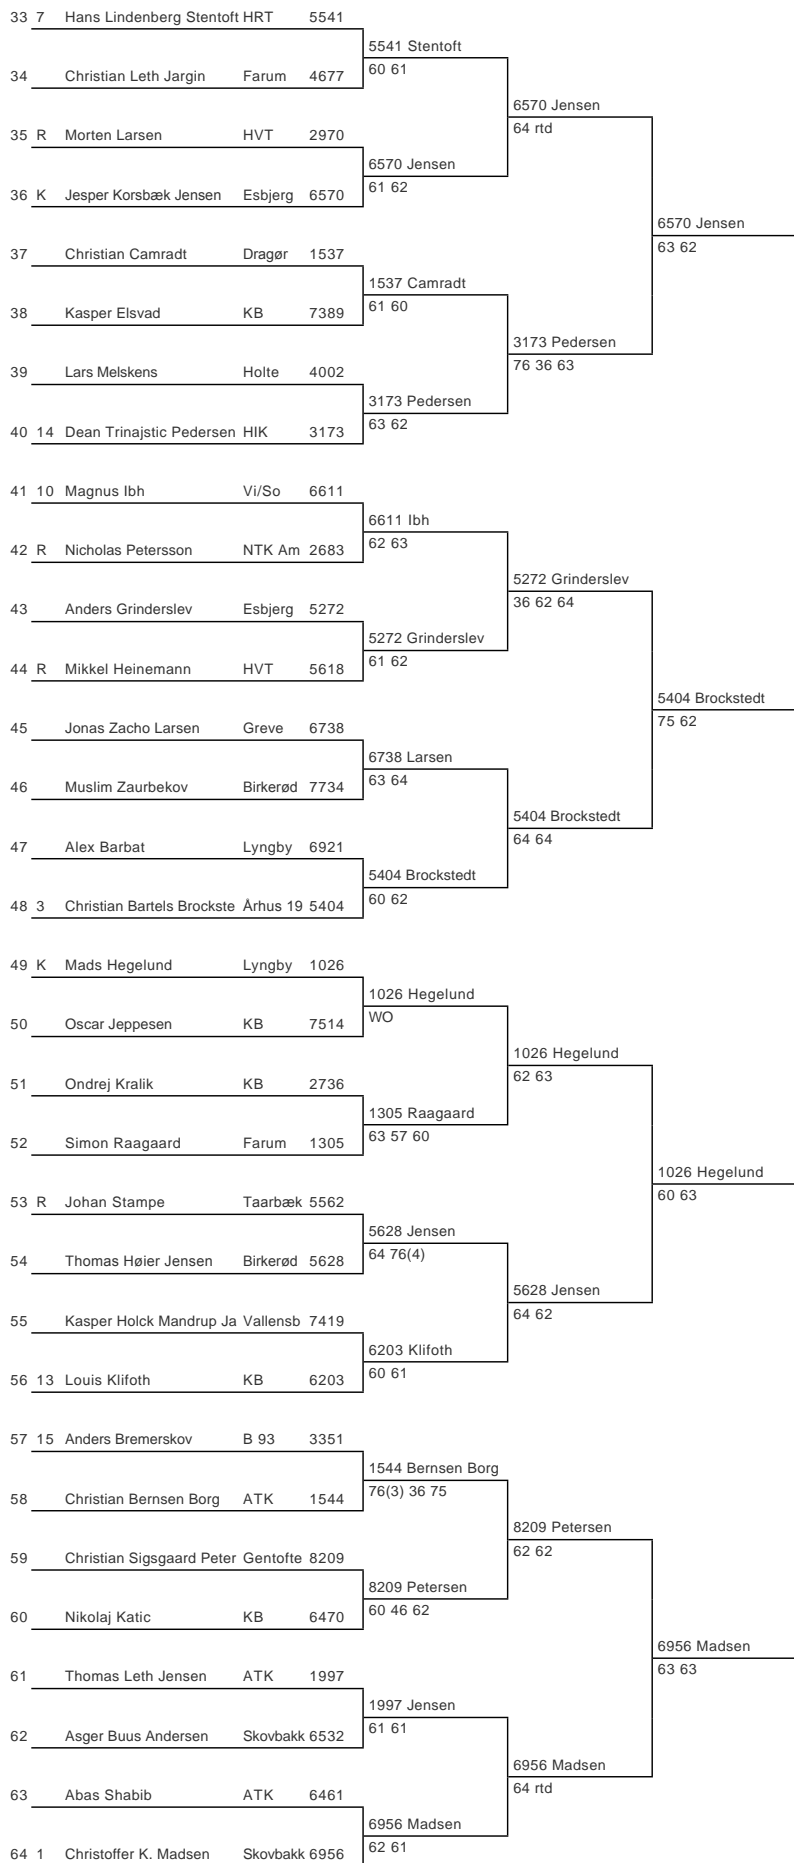 33 7 Hans Lindenberg Stentoft HRT 5541
5541 Stentoft
60 61
34 Christian Leth Jargin Farum 4677
6570 Jensen
64 rtd
35 R Morten Larsen HVT 2970
6570 Jensen
61 62
36 K Jesper Korsbæk Jensen Esbjerg 6570
6570 Jensen
63 62
37 Christian Camradt Dragør 1537
1537 Camradt
61 60
38 Kasper Elsvad KB 7389
3173 Pedersen
76 36 63
39 Lars Melskens Holte 4002
3173 Pedersen
63 62
40 14 Dean Trinajstic Pedersen HIK 3173
41 10 Magnus Ibh Vi/So 6611
6611 Ibh
62 63
42 R Nicholas Petersson NTK Am 2683
5272 Grinderslev
36 62 64
43 Anders Grinderslev Esbjerg 5272
5272 Grinderslev
61 62
44 R Mikkel Heinemann HVT 5618
5404 Brockstedt
75 62
45 Jonas Zacho Larsen Greve 6738
6738 Larsen
63 64
46 Muslim Zaurbekov Birkerød 7734
5404 Brockstedt
64 64
47 Alex Barbat Lyngby 6921
5404 Brockstedt
60 62
48 3 Christian Bartels Brockste Århus 19 5404
49 K Mads Hegelund Lyngby 1026
1026 Hegelund
WO
50 Oscar Jeppesen KB 7514
1026 Hegelund
62 63
51 Ondrej Kralik KB 2736
1305 Raagaard
63 57 60
52 Simon Raagaard Farum 1305
1026 Hegelund
60 63
53 R Johan Stampe Taarbæk 5562
5628 Jensen
64 76(4)
54 Thomas Høier Jensen Birkerød 5628
5628 Jensen
64 62
55 Kasper Holck Mandrup Ja Vallensb 7419
6203 Klifoth
60 61
56 13 Louis Klifoth KB 6203
57 15 Anders Bremerskov B 93 3351
1544 Bernsen Borg
76(3) 36 75
58 Christian Bernsen Borg ATK 1544
8209 Petersen
62 62
59 Christian Sigsgaard Peter Gentofte 8209
8209 Petersen
60 46 62
60 Nikolaj Katic KB 6470
6956 Madsen
63 63
61 Thomas Leth Jensen ATK 1997
1997 Jensen
61 61
62 Asger Buus Andersen Skovbakk 6532
6956 Madsen
64 rtd
63 Abas Shabib ATK 6461
6956 Madsen
62 61
64 1 Christoffer K. Madsen Skovbakk 6956